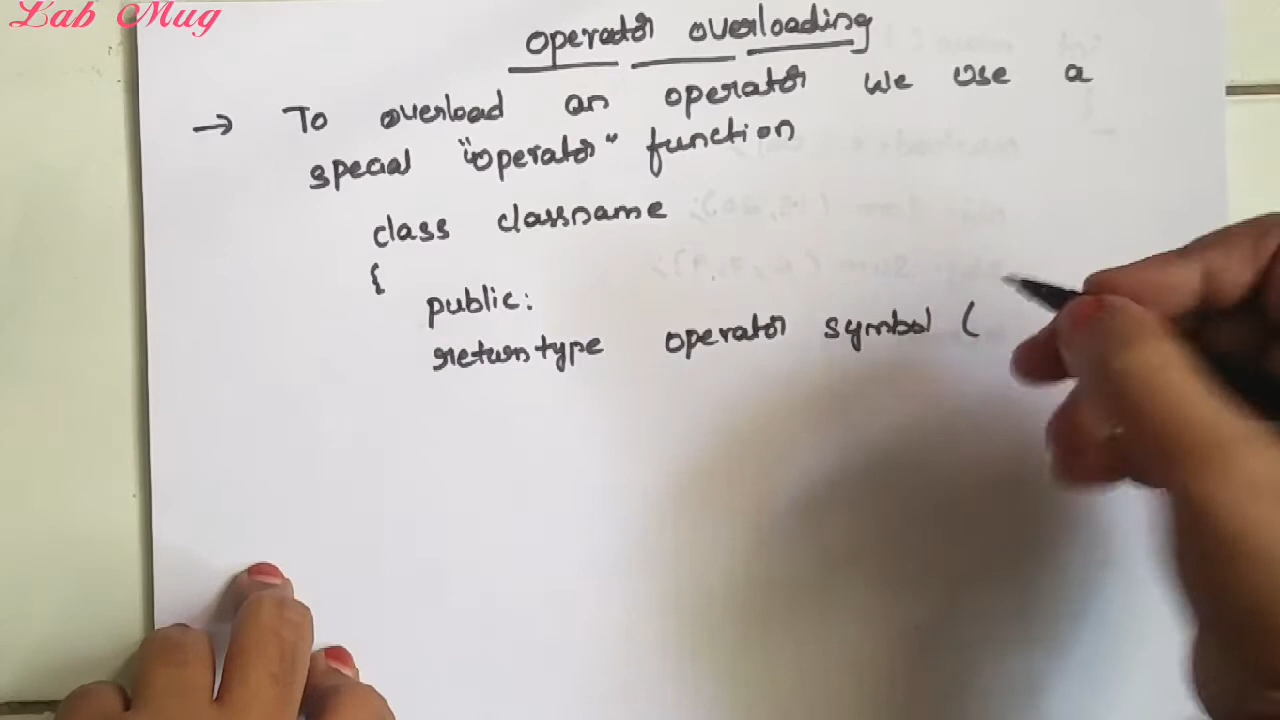 Lab Mug
operator overloading
→ To overload an operator we use a
special "operator" function
class classname
{
public:
returntype operator symbol (